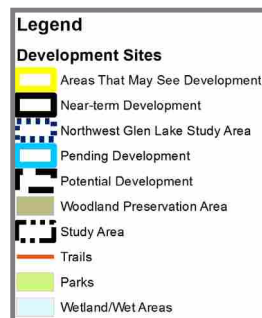 Legend
Development Sites
Areas That May See Development
Near-term Development
Northwest Glen Lake Study Area
Pending Development
Potential Development
Woodland Preservation Area
Study Area
Trails
Parks
Wetland/Wet Areas